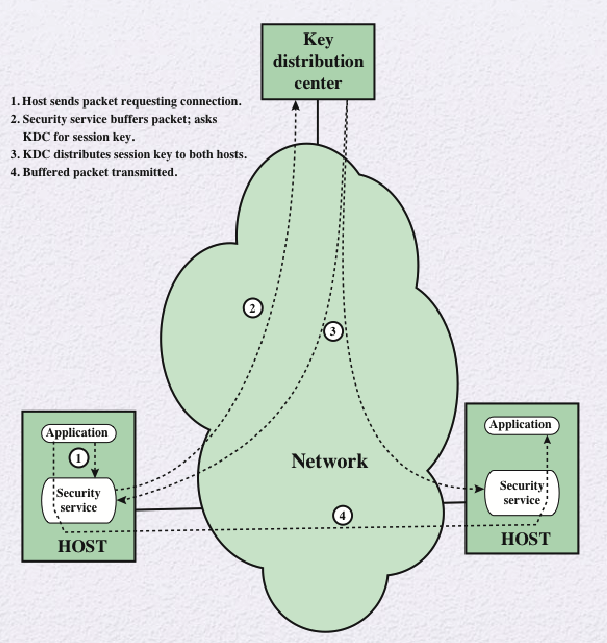 Key
distribution
center
1. Host sends packet requesting connection.
2. Security service buffers packet; asks
KDC for session key.
3. KDC distributes session key to both hosts.
4. Buffered packet transmitted.
2
3
Application
1
Security
service
HOST
Network
4
Application
Security
service
HOST